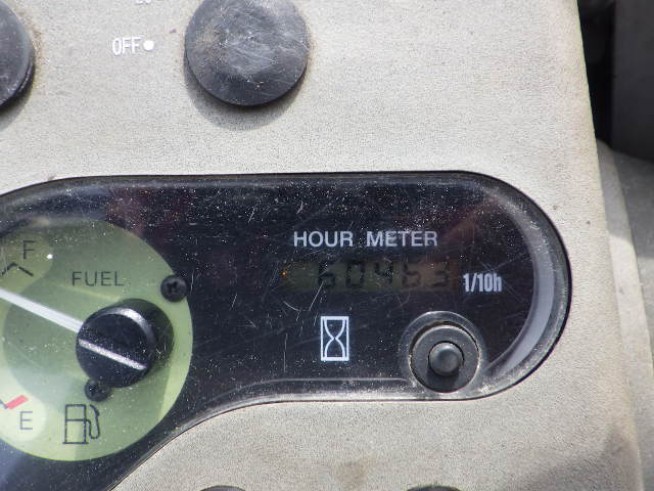 OFF
HOUR METER
60463 1/10h
F
FUEL
E